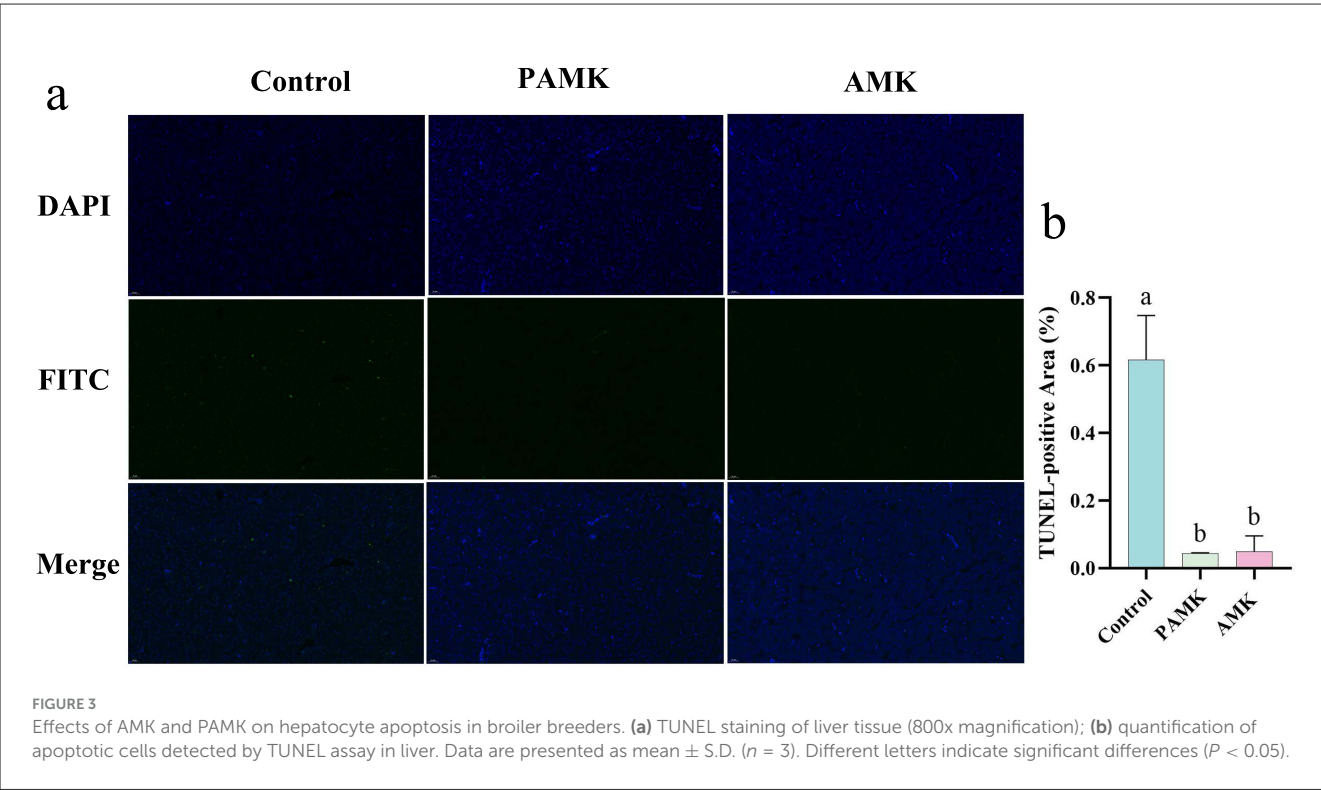 a
Control
PAMK
AMK
DAPI
FITC
Merge
b
TUNEL-positive Area (%)
0.8
0.6
0.4
0.2
0.0
a
b
b
Control
PAMK
AMK
FIGURE 3
Effects of AMK and PAMK on hepatocyte apoptosis in broiler breeders. (a) TUNEL staining of liver tissue (800x magnification); (b) quantification of
apoptotic cells detected by TUNEL assay in liver. Data are presented as mean ± S.D. (n = 3). Different letters indicate significant differences (P < 0.05).